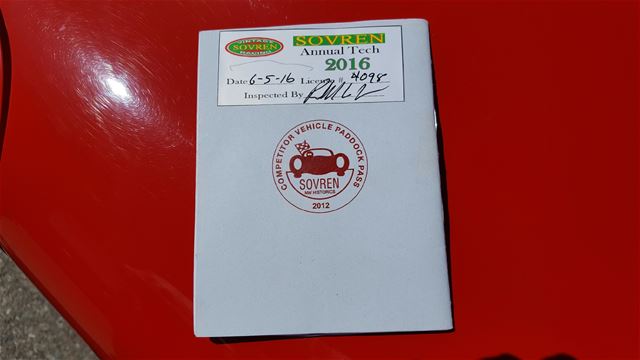 VINTAGE
SOVREN
RACING
SOVREN
Annual Tech
2016
Date 6-5-16 License # 4098
Inspected By
COMPETITOR VEHICLE PADDOCK PASS
SOVREN
NW HISTORICS
2012